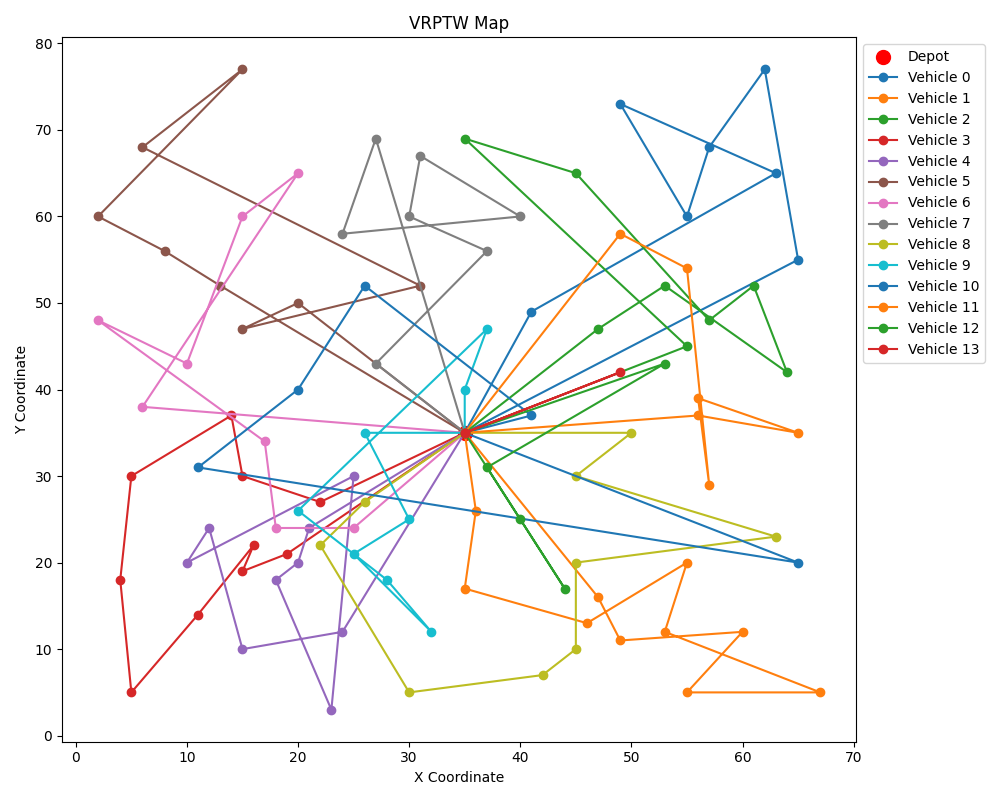 VRPTW Map
80
70
60
50
40
30
20
10
0
Y Coordinate
0 10 20 30 40 50 60 70
X Coordinate
Depot
Vehicle 0
Vehicle 1
Vehicle 2
Vehicle 3
Vehicle 4
Vehicle 5
Vehicle 6
Vehicle 7
Vehicle 8
Vehicle 9
Vehicle 10
Vehicle 11
Vehicle 12
Vehicle 13